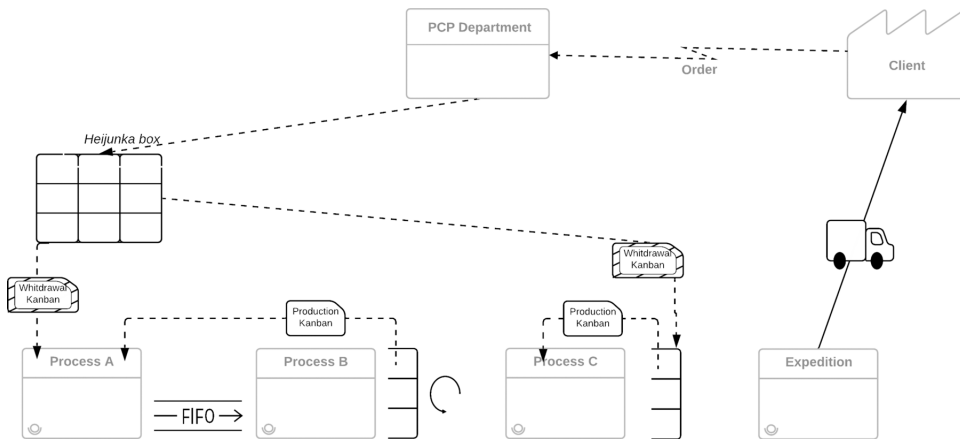 PCP Department
Order
Client
Heijunka box
Whitdrawal
Kanban
Whitdrawal
Kanban
Production
Kanban
Production
Kanban
Process A
Process B
Process C
Expedition
FIFO